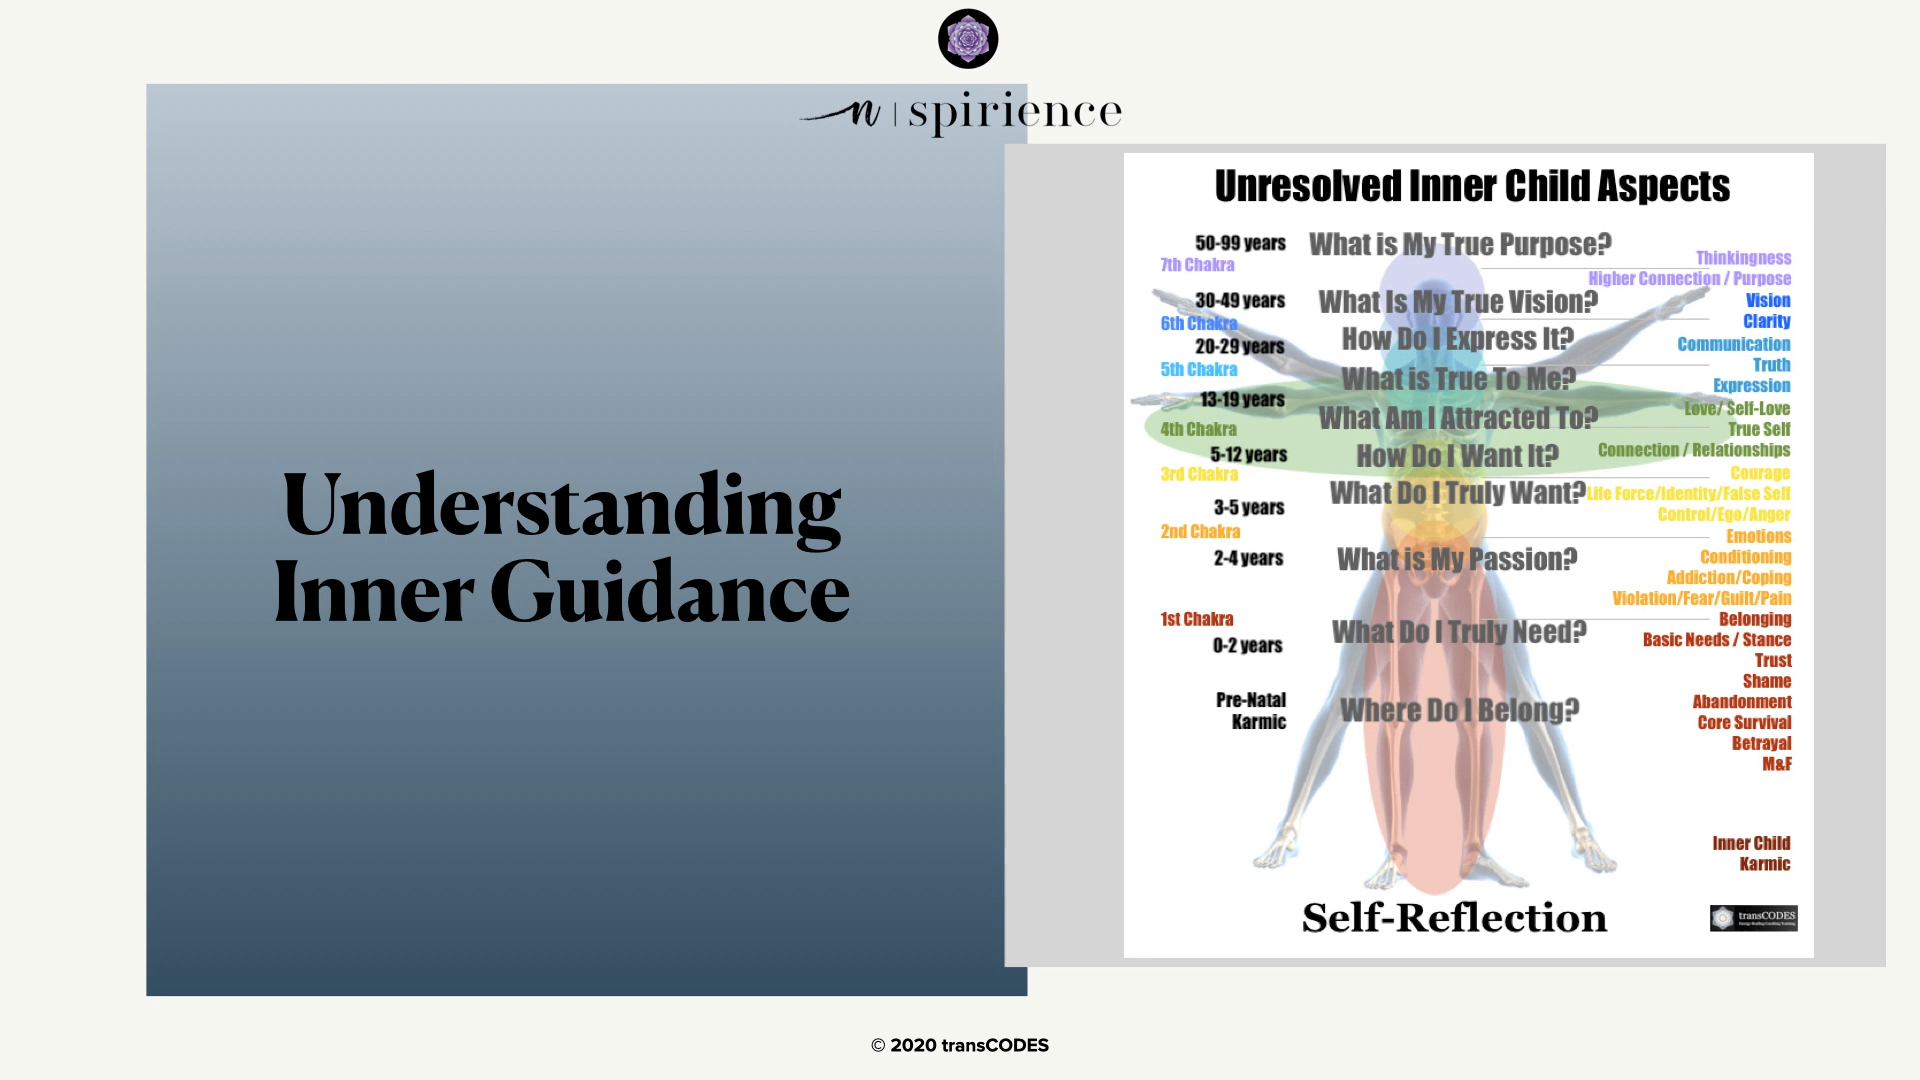 n | spirience
Understanding
Inner Guidance
Unresolved Inner Child Aspects
50-99 years
7th Chakra
30-49 years
6th Chakra
20-29 years
5th Chakra
13-19 years
4th Chakra
5-12 years
3rd Chakra
3-5 years
2nd Chakra
2-4 years
1st Chakra
0-2 years
Pre-Natal
Karmic
What is My True Purpose?
What Is My True Vision?
How Do I Express It?
What is True To Me?
What Am I Attracted To?
How Do I Want It?
What Do I Truly Want?
What is My Passion?
What Do I Truly Need?
Where Do I Belong?
Thinkingness
Higher Connection / Purpose
Vision
Clarity
Communication
Truth
Expression
Love/ Self-Love
True Self
Connection / Relationships
Courage
Life Force/Identity/False Self
Control/Ego/Anger
Emotions
Conditioning
Addiction/Coping
Violation/Fear/Guilt/Pain
Belonging
Basic Needs / Stance
Trust
Shame
Abandonment
Core Survival
Betrayal
M&F
Inner Child
Karmic
Self-Reflection
transCODES
© 2020 transCODES